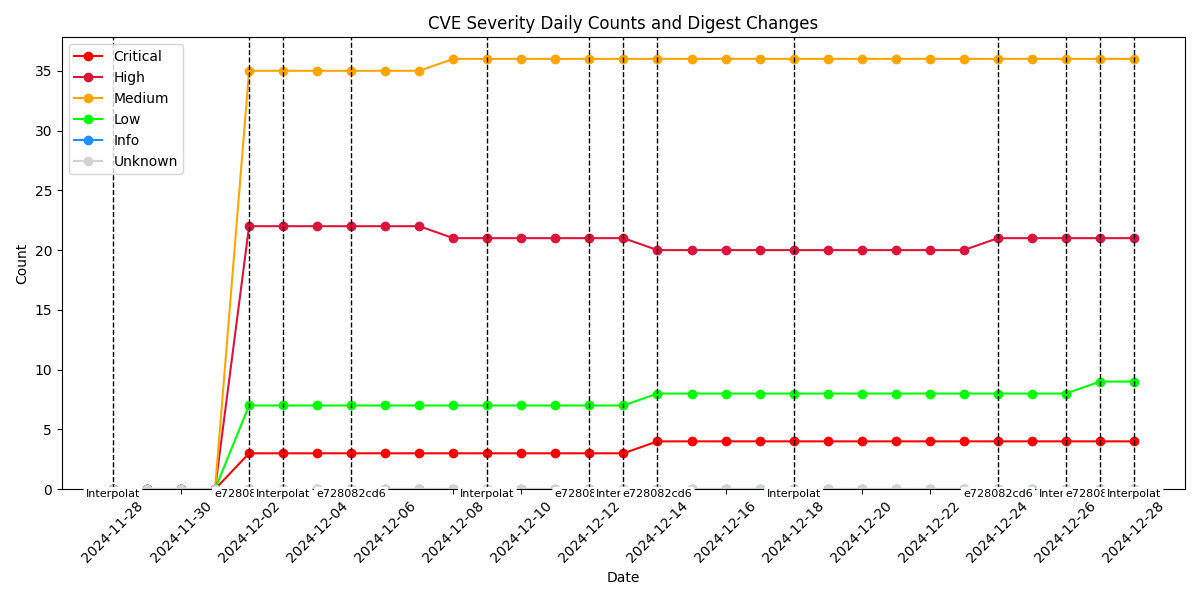 CVE Severity Daily Counts and Digest Changes
Critical
High
Medium
Low
Info
Unknown
Count
35
30
25
20
15
10
5
0
Interpolat
e72808
Interpolat
e728082cd6
Interpolat
e72808
Inter
e728082cd6
Interpolat
e728082cd6
Inter
e7280
Interpolat
2024-11-28
2024-11-30
2024-12-02
2024-12-04
2024-12-06
2024-12-08
2024-12-10
2024-12-12
2024-12-14
2024-12-16
2024-12-18
2024-12-20
2024-12-22
2024-12-24
2024-12-26
2024-12-28
Date